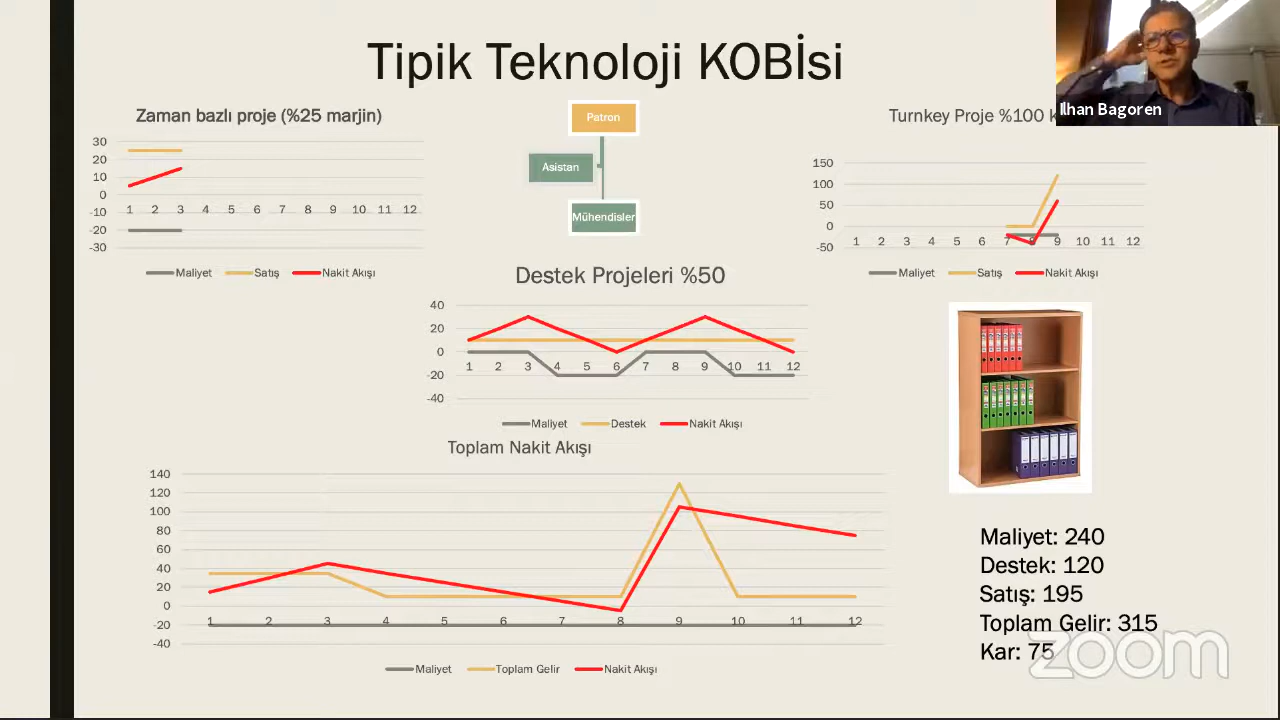 Tipik Teknoloji KOBİsi
Ilhan Bagoren
Zaman bazlı proje (%25 marjin)
30
20
10
0
-10
-20
-30
1 2 3 4 5 6 7 8 9 10 11 12
Maliyet Satış Nakit Akışı
Patron
Asistan
Mühendisler
Turnkey Proje %100 k
150
100
50
0
-50
1 2 3 4 5 6 7 8 9 10 11 12
Maliyet Satış Nakit Akışı
Destek Projeleri %50
40
20
0
-20
-40
1 2 3 4 5 6 7 8 9 10 11 12
Maliyet Destek Nakit Akışı
Toplam Nakit Akışı
140
120
100
80
60
40
20
0
-20
-40
1 2 3 4 5 6 7 8 9 10 11 12
Maliyet Toplam Gelir Nakit Akışı
Maliyet: 240
Destek: 120
Satış: 195
Toplam Gelir: 315
Kar: 75
zoom